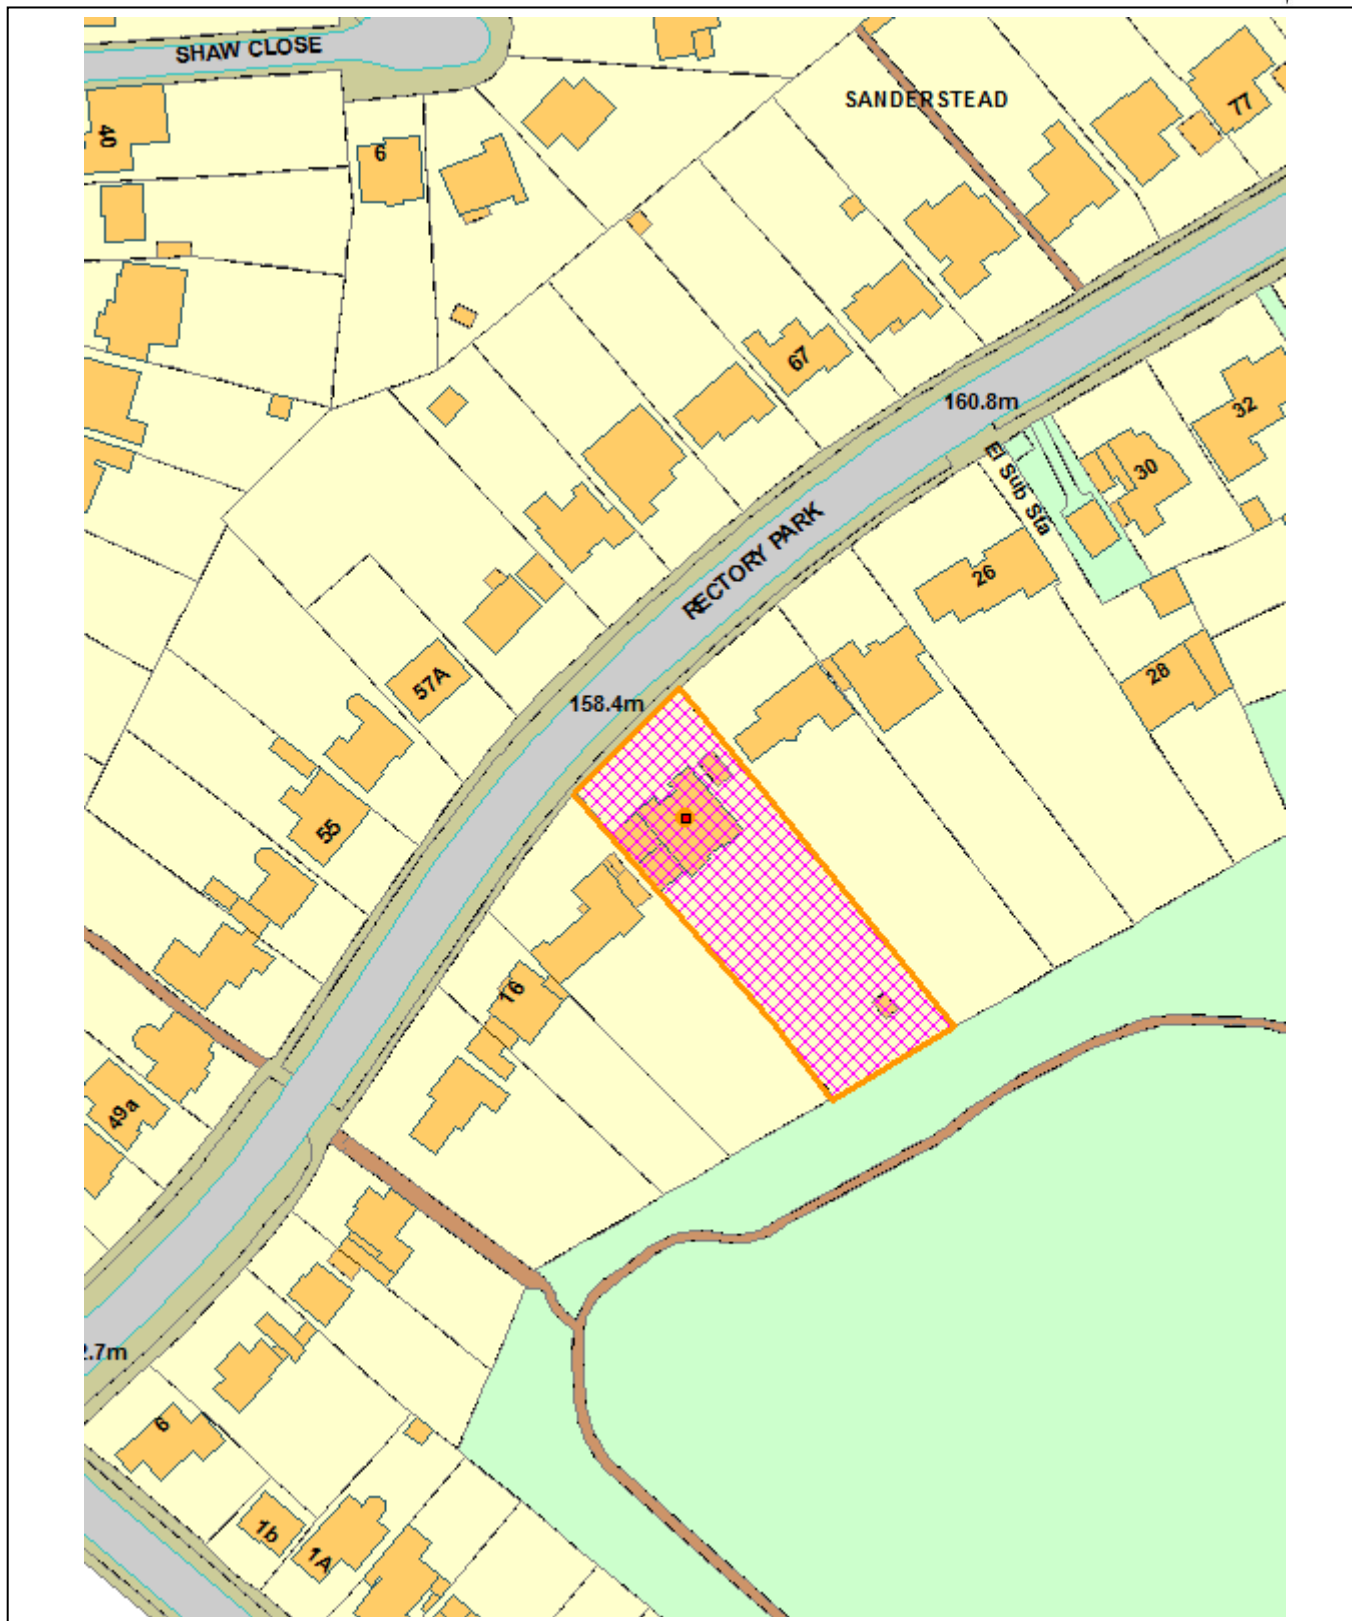 SHAW CLOSE
40
6
SANDERSTEAD
77
67
160.8m
32
30
El Sub Sta
RECTORY PARK
26
28
57A
158.4m
55
16
49a
2.7m
6
1b
1A